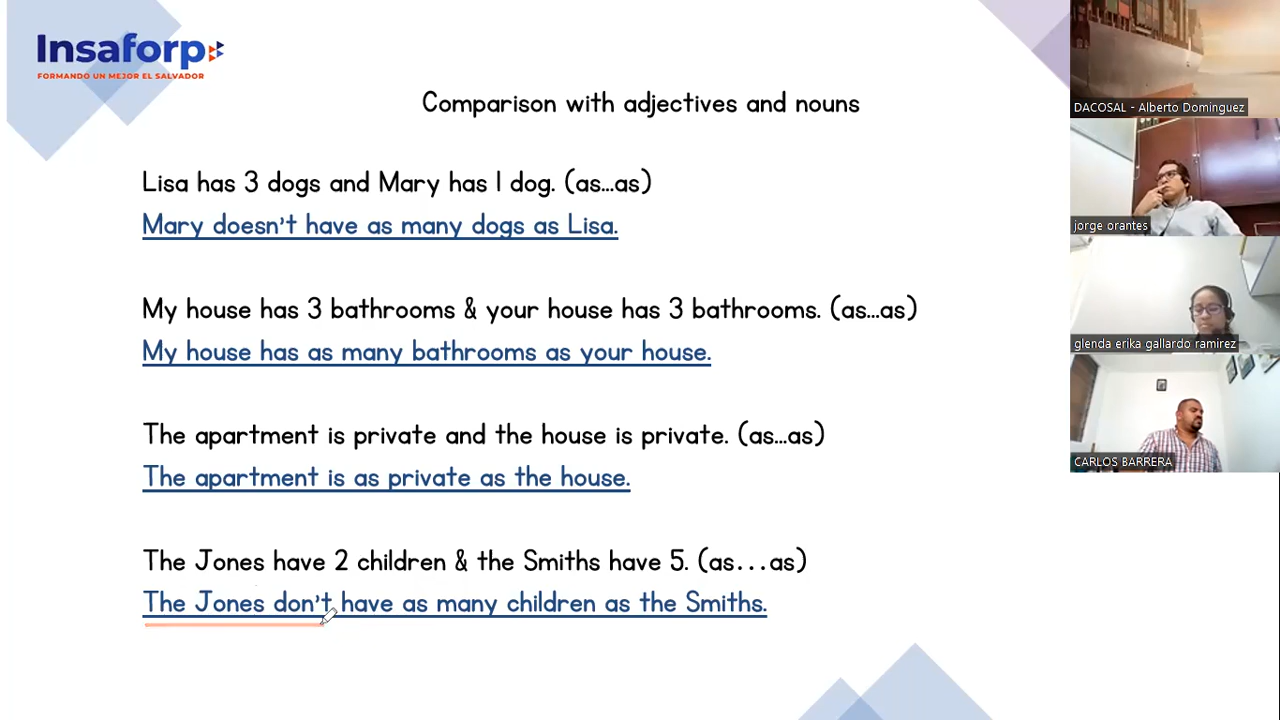 Insaforp
FORMANDO UN MEJOR EL SALVADOR
Comparison with adjectives and nouns
Lisa has 3 dogs and Mary has 1 dog. (as...as)
Mary doesn't have as many dogs as Lisa.
My house has 3 bathrooms & your house has 3 bathrooms. (as...as)
My house has as many bathrooms as your house.
The apartment is private and the house is private. (as...as)
The apartment is as private as the house.
The Jones have 2 children & the Smiths have 5. (as...as)
The Jones don't have as many children as the Smiths.
DACOSAL - Alberto Domínguez
jorge orantes
glenda erika gallardo ramirez
CARLOS BARRERA